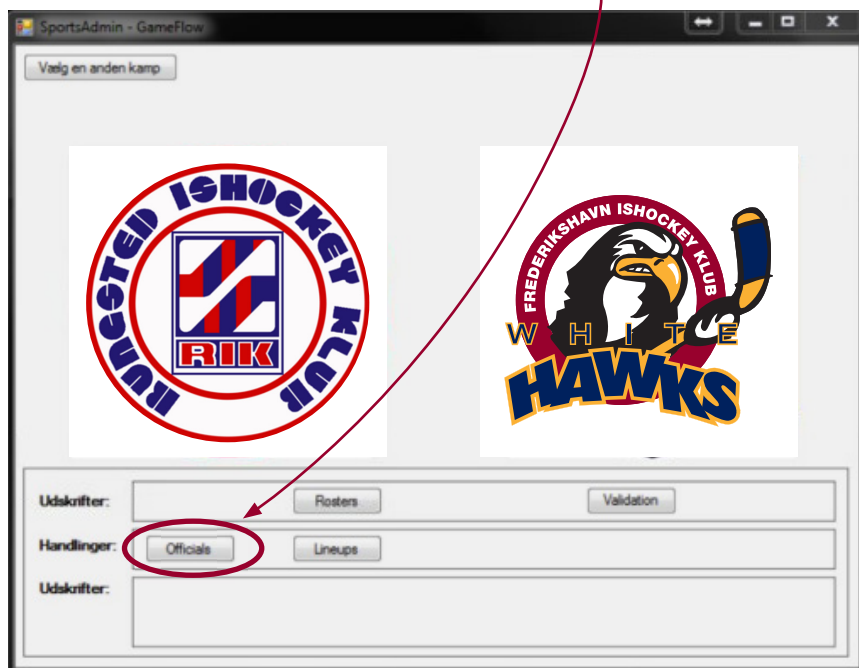 SportsAdmin - GameFlow
Vælg en anden kamp
RUNGSTED ISHOCKEY KLUB
RIK
FREDERIKSHAVN ISHOCKEY KLUB
WHITE
HAWKS
Udskrifter:
Rosters
Validation
Handlinger:
Officials
Lineups
Udskrifter: